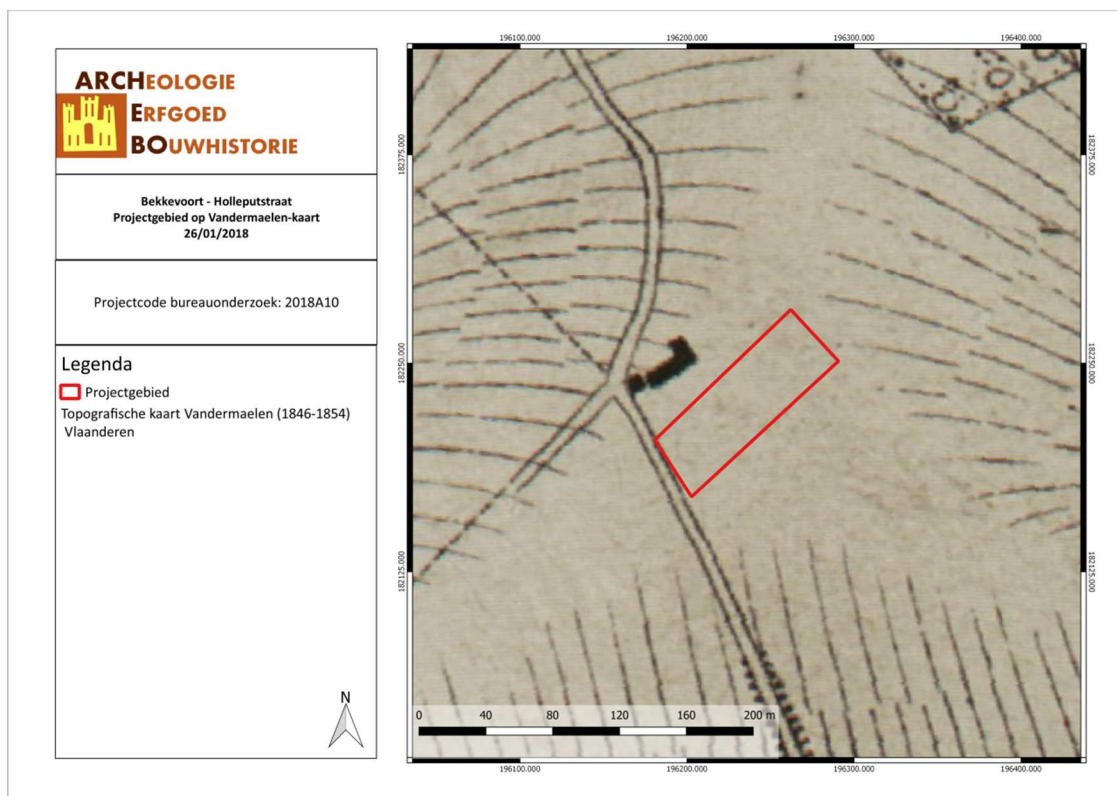 ARCHEOLOGIE
ERFGOED
BOUWHISTORIE
Bekkevoort - Holleputstraat
Projectgebied op Vandermaelen-kaart
26/01/2018
Projectcode bureauonderzoek: 2018A10
Legenda
Projectgebied
Topografische kaart Vandermaelen (1846-1854)
Vlaanderen
N
196100.000 196200.000 196300.000 196400.000
182375.000 182375.000
182250.000 182250.000
182125.000 182125.000
0 40 80 120 160 200 m
196100.000 196200.000 196300.000 196400.000